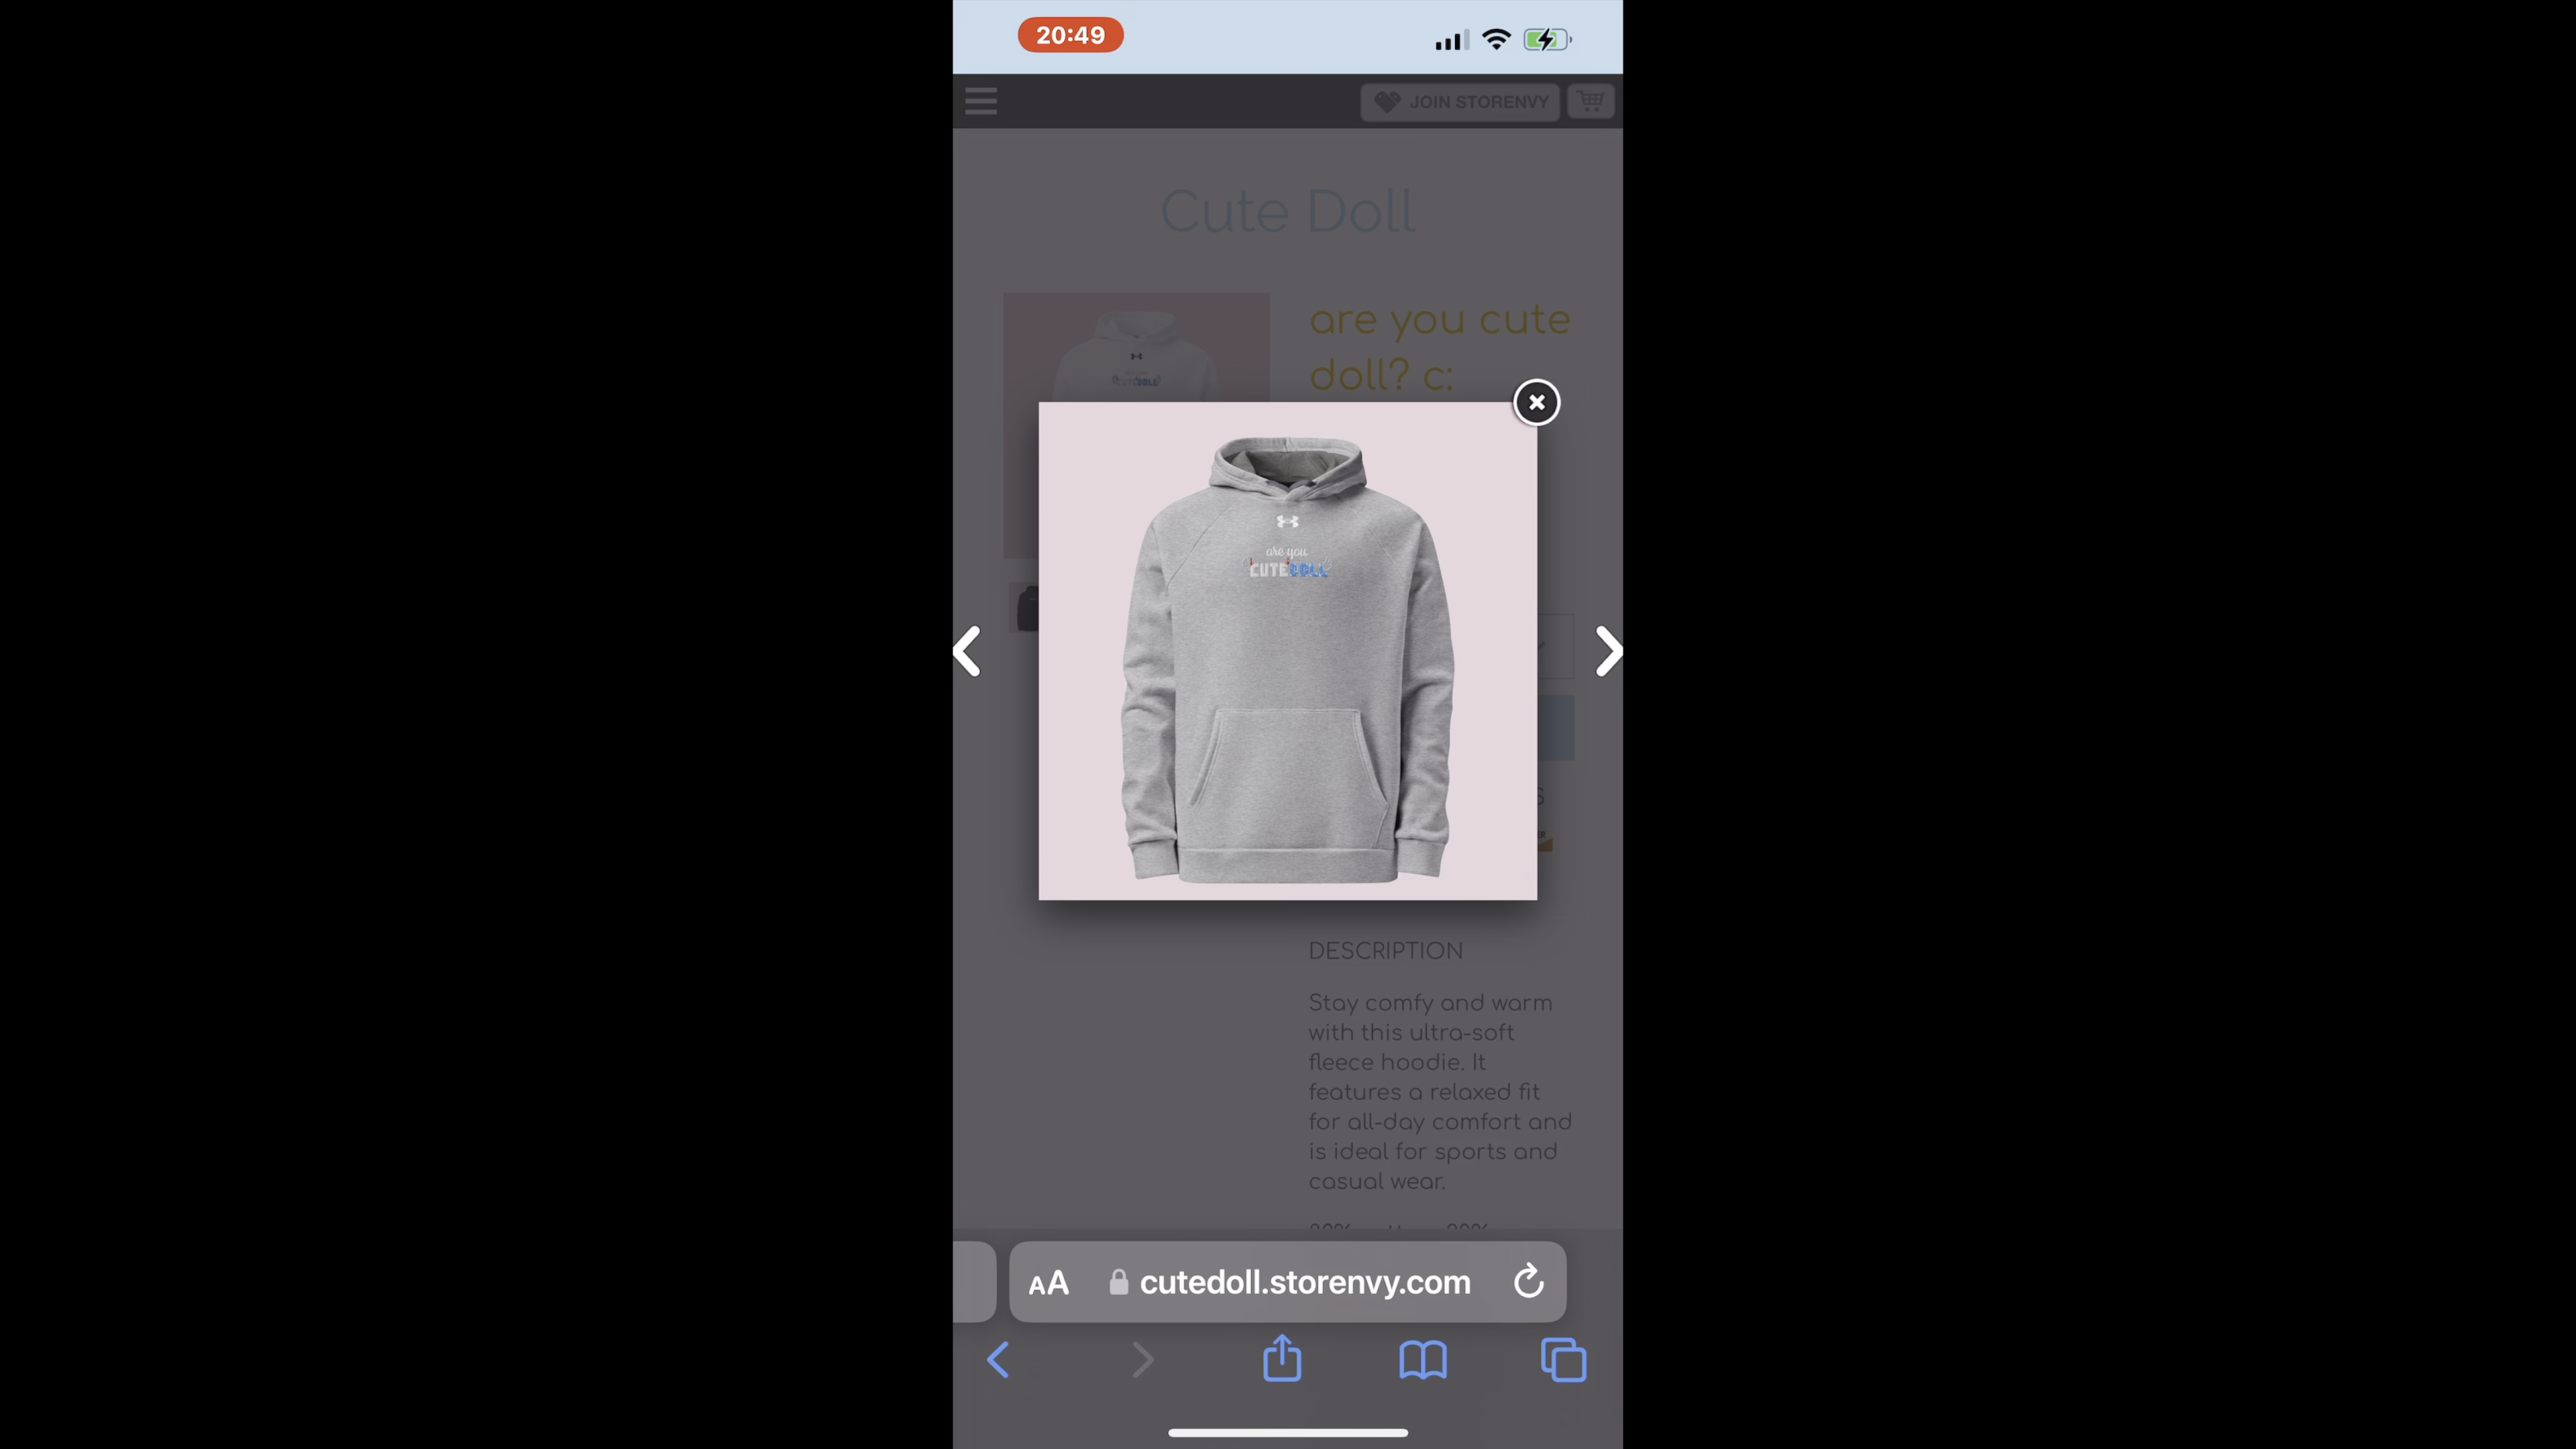 20:49
JOIN STORENVY
Cute Doll
are you cute
doll? c:
are you
CUTE DOLL
DESCRIPTION
Stay comfy and warm
with this ultra-soft
fleece hoodie. It
features a relaxed fit
for all-day comfort and
is ideal for sports and
casual wear.
AA cutedoll.storenvy.com